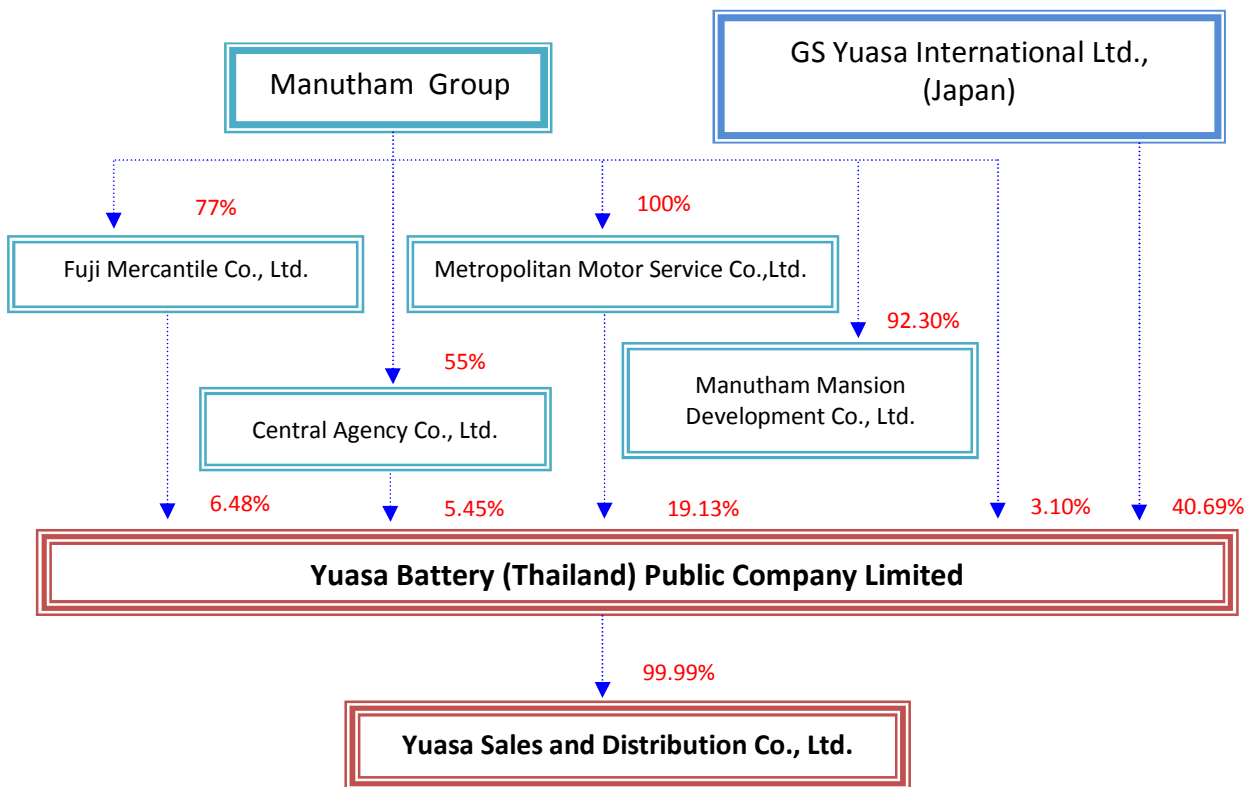 Manutham Group
GS Yuasa International Ltd.,
(Japan)
77%
100%
Fuji Mercantile Co., Ltd.
Metropolitan Motor Service Co.,Ltd.
92.30%
55%
Manutham Mansion
Development Co., Ltd.
Central Agency Co., Ltd.
6.48%
5.45%
19.13%
3.10%
40.69%
Yuasa Battery (Thailand) Public Company Limited
99.99%
Yuasa Sales and Distribution Co., Ltd.